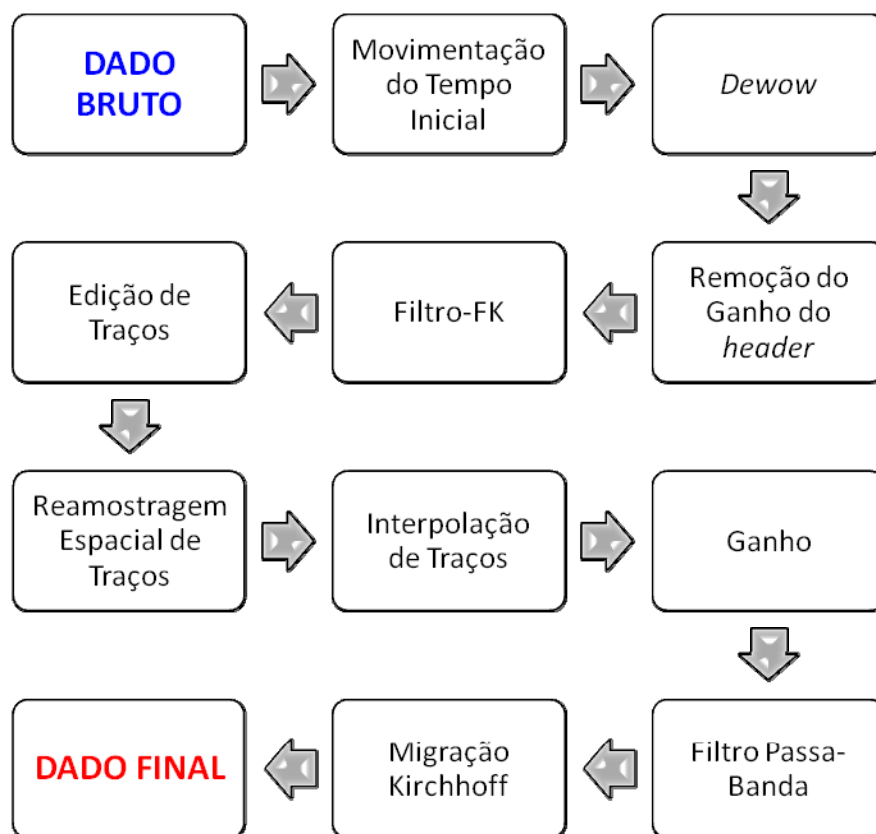 DADO
BRUTO
Movimentação
do Tempo
Inicial
Dewow
Remoção do
Ganho do
header
Filtro-FK
Edição de
Traços
Reamostragem
Espacial de
Traços
Interpolação
de Traços
Ganho
Filtro Passa-
Banda
Migração
Kirchhoff
DADO FINAL